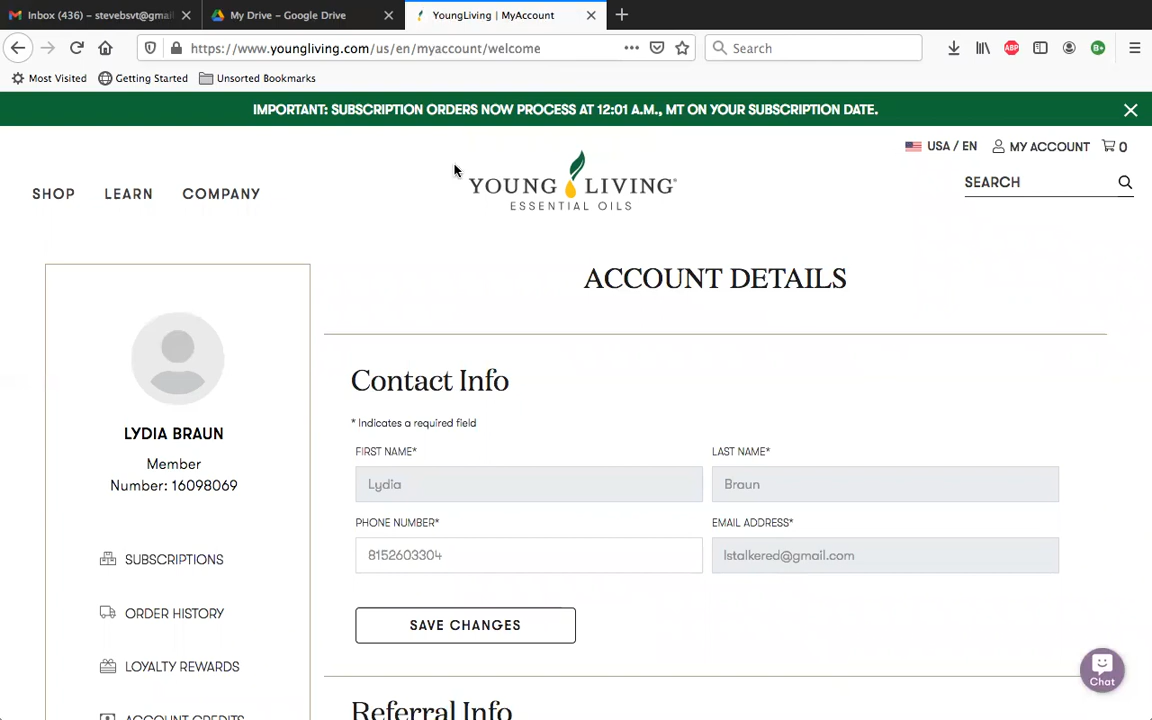 Inbox (436) – stevebsvt@gmai
My Drive – Google Drive
YoungLiving | MyAccount
https://www.youngliving.com/us/en/myaccount/welcome
Search
ABP
B+
Most Visited
Getting Started
Unsorted Bookmarks
IMPORTANT: SUBSCRIPTION ORDERS NOW PROCESS AT 12:01 A.M., MT ON YOUR SUBSCRIPTION DATE.
USA / EN
MY ACCOUNT
0
SHOP
LEARN
COMPANY
YOUNG LIVING
ESSENTIAL OILS
SEARCH
ACCOUNT DETAILS
LYDIA BRAUN
Member
Number: 16098069
SUBSCRIPTIONS
ORDER HISTORY
LOYALTY REWARDS
ACCOUNT CREDITS
Contact Info
* Indicates a required field
FIRST NAME*
LAST NAME*
Lydia
Braun
PHONE NUMBER*
EMAIL ADDRESS*
8152603304
lstalkered@gmail.com
SAVE CHANGES
Referral Info
Chat